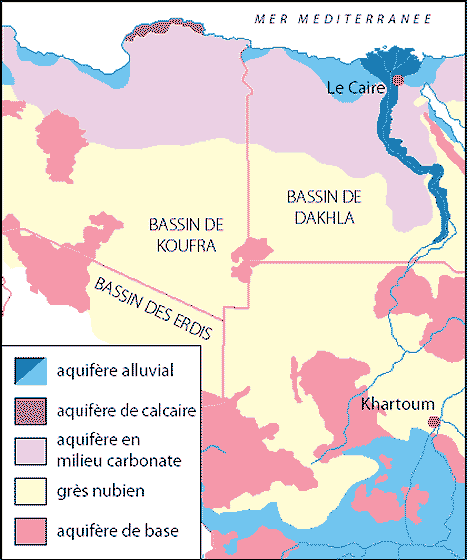 MER MEDITERRANEE
Le Caire
BASSIN DE
DAKHLA
BASSIN DE
KOUFRA
BASSIN DES ERDIS
aquifère alluvial
aquifère de calcaire
aquifère en
milieu carbonate
grès nubien
aquifère de base
Khartoum